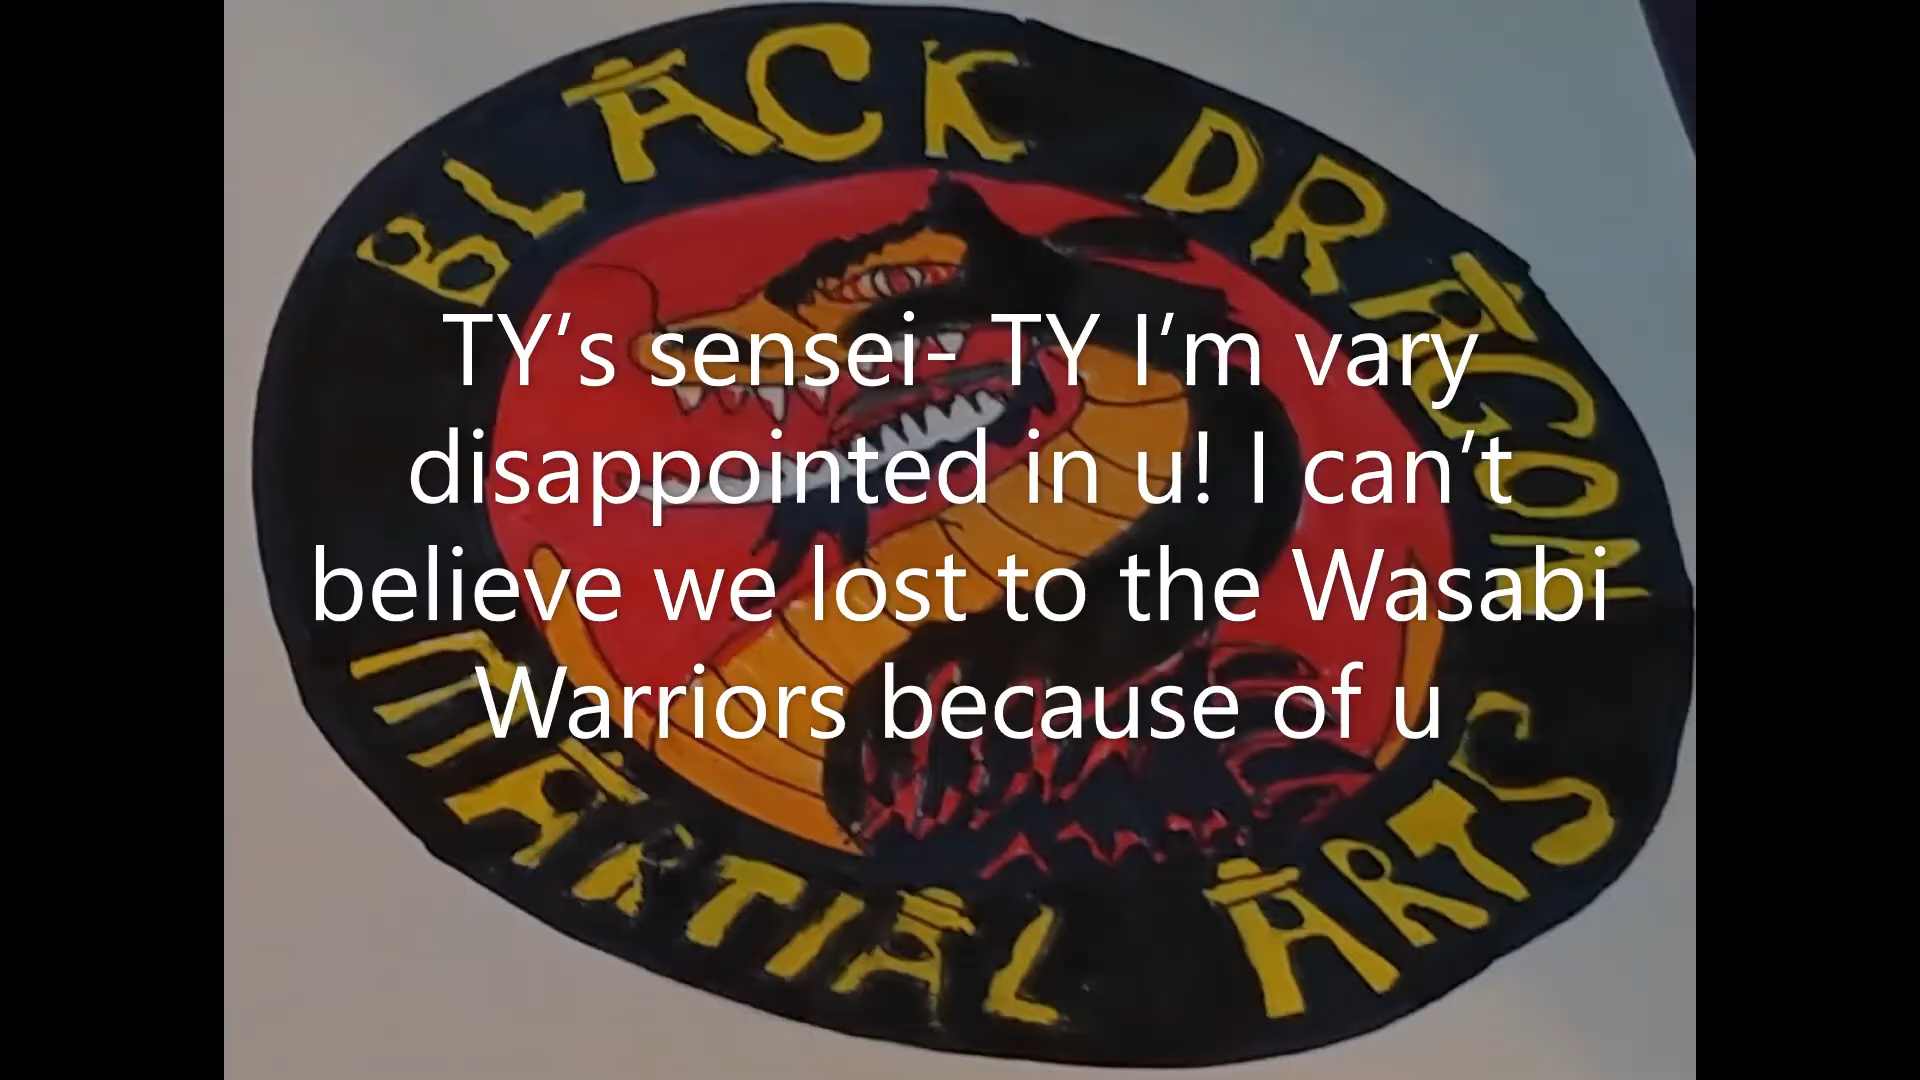 BLACK DRAGON
TY's sensei- TY I'm vary
disappointed in u! I can't
believe we lost to the Wasabi
Warriors because of u
MARTIAL ARTS